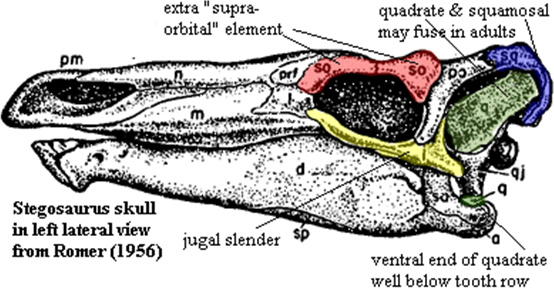 extra "supra-
orbital" element
quadrate & squamosal
may fuse in adults
pm
n
prf
so
so
po
sq
q
m
l
j
d
sa
qj
q
a
sp
Stegosaurus skull
in left lateral view
from Romer (1956)
jugal slender
ventral end of quadrate
well below tooth row